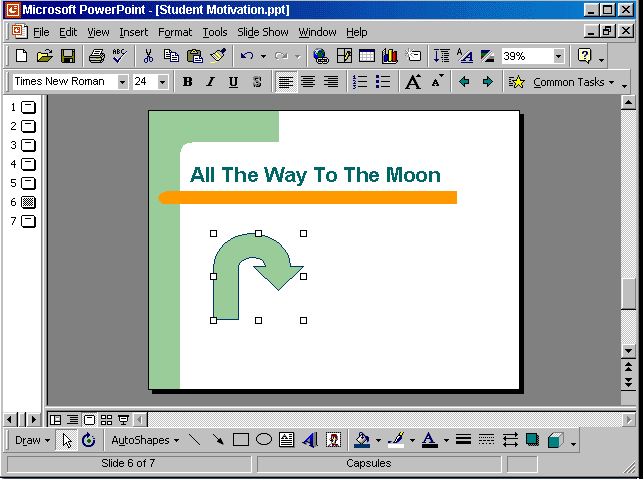 Microsoft PowerPoint - [Student Motivation.ppt]
File Edit View Insert Format Tools Slide Show Window Help
39%
Times New Roman 24 B I U S A A Common Tasks
1
2
3
4
5
6
7
All The Way To The Moon
Draw AutoShapes A A
Slide 6 of 7 Capsules